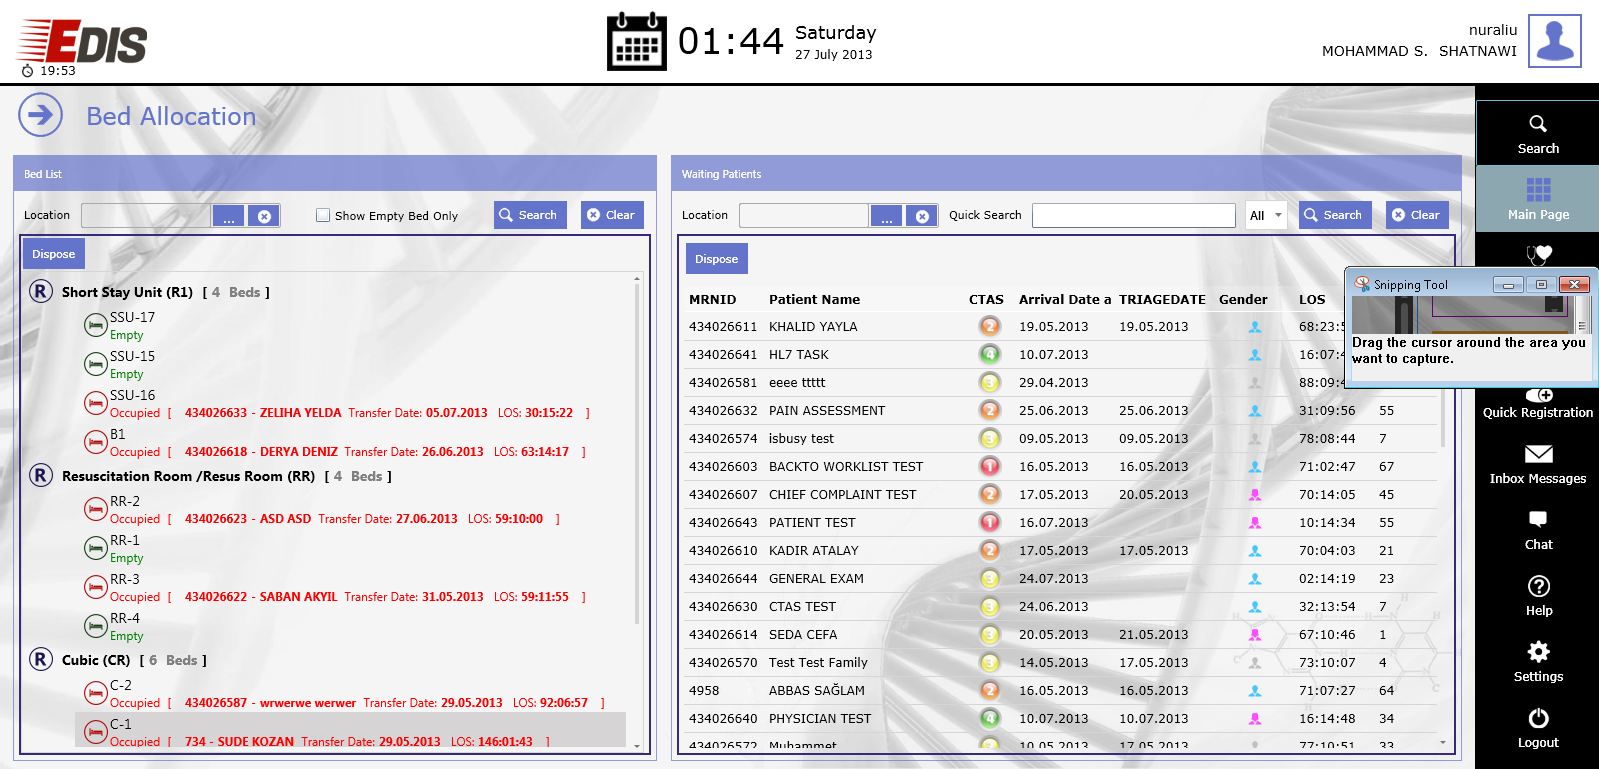 EDIS
19:53
01:44
Saturday
27 July 2013
nuraliu
MOHAMMAD S. SHATNAWI
Bed Allocation
Bed List
Location ... Show Empty Bed Only Search Clear
Dispose
R Short Stay Unit (R1) [ 4 Beds ]
SSU-17
Empty
SSU-15
Empty
SSU-16
Occupied [ 434026633 - ZELIHA YELDA Transfer Date: 05.07.2013 LOS: 30:15:22 ]
B1
Occupied [ 434026618 - DERYA DENIZ Transfer Date: 26.06.2013 LOS: 63:14:17 ]
R Resuscitation Room /Resus Room (RR) [ 4 Beds ]
RR-2
Occupied [ 434026623 - ASD ASD Transfer Date: 27.06.2013 LOS: 59:10:00 ]
RR-1
Empty
RR-3
Occupied [ 434026622 - SABAN AKYIL Transfer Date: 31.05.2013 LOS: 59:11:55 ]
RR-4
Empty
R Cubic (CR) [ 6 Beds ]
C-2
Occupied [ 434026587 - wrwerwe werwer Transfer Date: 29.05.2013 LOS: 92:06:57 ]
C-1
Occupied [ 734 - SUDE KOZAN Transfer Date: 29.05.2013 LOS: 146:01:43 ]
Waiting Patients
Location ... Quick Search All Search Clear
Dispose
MRNID Patient Name CTAS Arrival Date a TRIAGEDATE Gender LOS
434026611 KHALID YAYLA 2 19.05.2013 19.05.2013 68:23:5
434026641 HL7 TASK 4 10.07.2013 16:07:4
434026581 eeee ttttt 3 29.04.2013 88:09:4
434026632 PAIN ASSESSMENT 2 25.06.2013 25.06.2013 31:09:56 55
434026574 isbusy test 3 09.05.2013 09.05.2013 78:08:44 7
434026603 BACKTO WORKLIST TEST 1 16.05.2013 16.05.2013 71:02:47 67
434026607 CHIEF COMPLAINT TEST 2 17.05.2013 20.05.2013 70:14:05 45
434026643 PATIENT TEST 1 16.07.2013 10:14:34 55
434026610 KADIR ATALAY 2 17.05.2013 17.05.2013 70:04:03 21
434026644 GENERAL EXAM 3 24.07.2013 02:14:19 23
434026630 CTAS TEST 3 24.06.2013 32:13:54 7
434026614 SEDA CEFA 3 20.05.2013 21.05.2013 67:10:46 1
434026570 Test Test Family 3 14.05.2013 17.05.2013 73:10:07 4
4958 ABBAS SAĞLAM 2 16.05.2013 16.05.2013 71:07:27 64
434026640 PHYSICIAN TEST 4 10.07.2013 10.07.2013 16:14:48 34
434026572 Muhammet 3 10.05.2013 17.05.2013 77:10:51 33
Search
Main Page
Snipping Tool
Drag the cursor around the area you
want to capture.
Quick Registration
Inbox Messages
Chat
Help
Settings
Logout